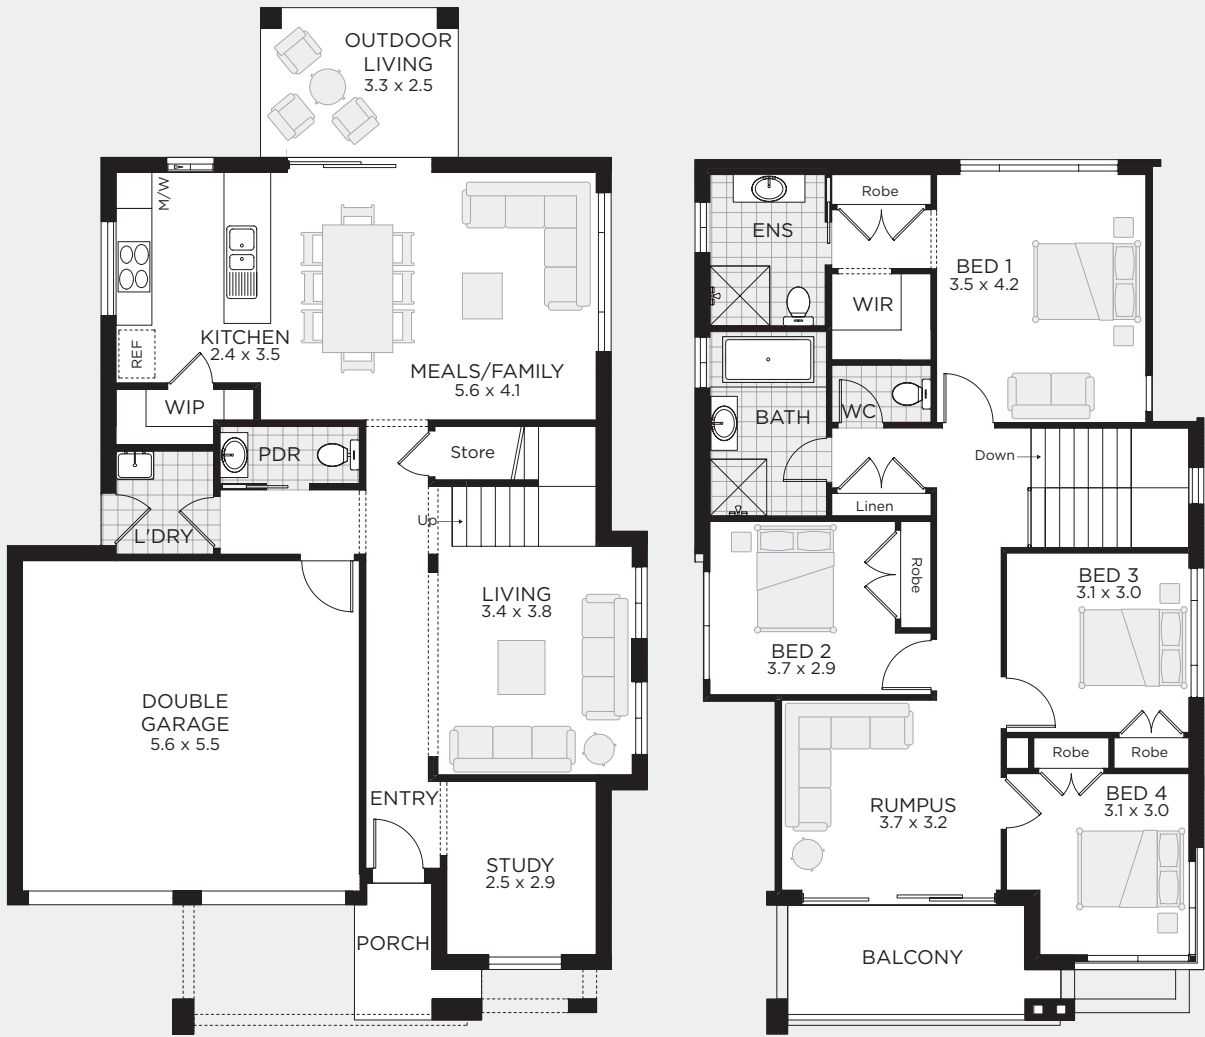 OUTDOOR
LIVING
3.3 x 2.5
M/W
KITCHEN
2.4 x 3.5
REF
MEALS/FAMILY
5.6 x 4.1
WIP
PDR
Store
L'DRY
Up
LIVING
3.4 x 3.8
DOUBLE
GARAGE
5.6 x 5.5
ENTRY
STUDY
2.5 x 2.9
PORCH
Robe
ENS
BED 1
3.5 x 4.2
WIR
BATH
WC
Down
Linen
BED 2
3.7 x 2.9
Robe
BED 3
3.1 x 3.0
Robe
Robe
RUMPUS
3.7 x 3.2
BED 4
3.1 x 3.0
BALCONY